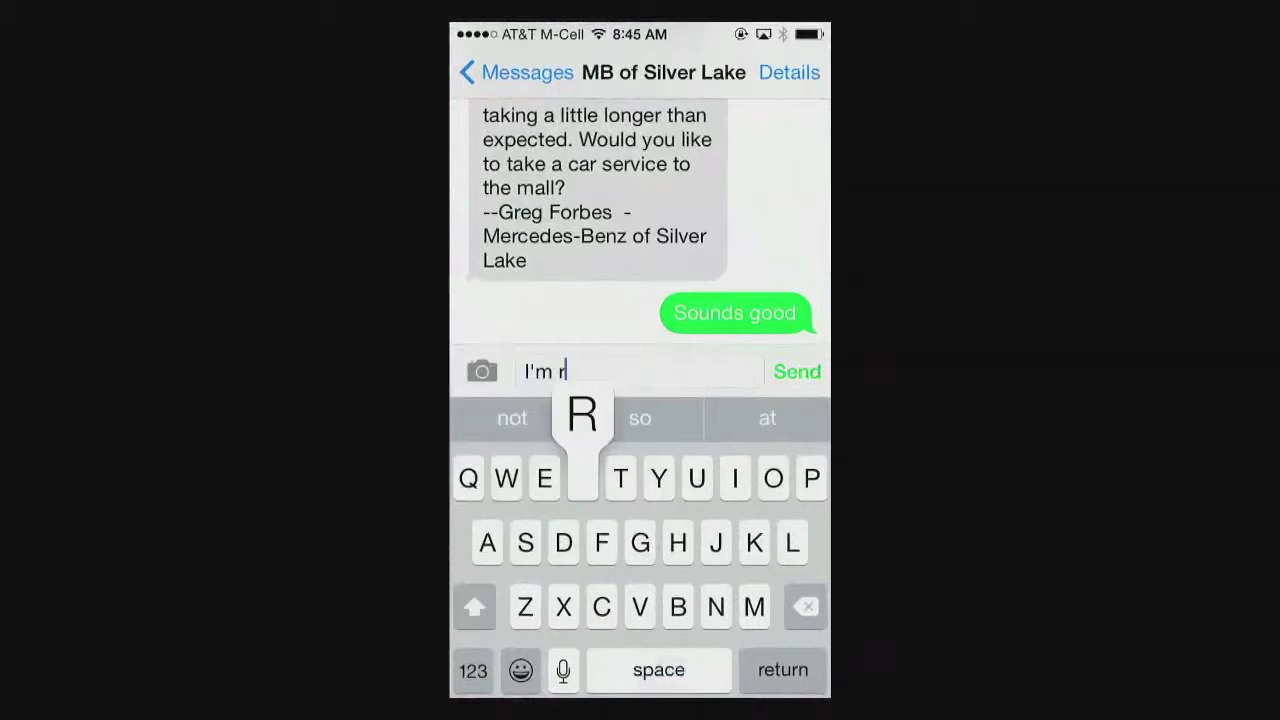 AT&T M-Cell 8:45 AM
Messages MB of Silver Lake Details
taking a little longer than
expected. Would you like
to take a car service to
the mall?
--Greg Forbes -
Mercedes-Benz of Silver
Lake
Sounds good
I'm r Send
not R so at
Q W E T Y U I O P
A S D F G H J K L
Z X C V B N M
123 space return